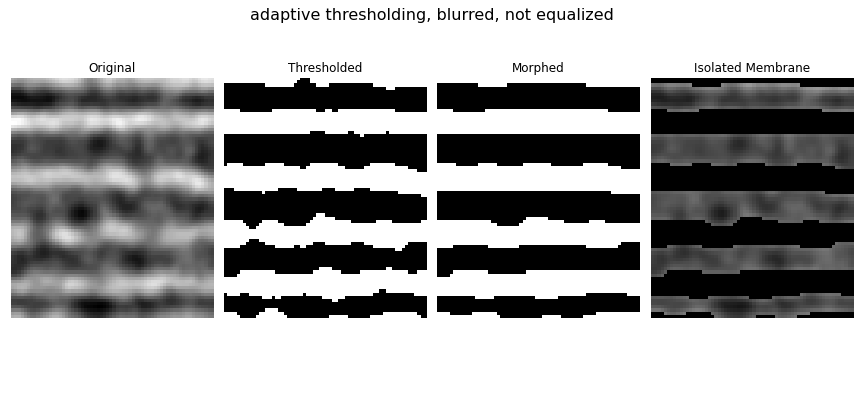 adaptive thresholding, blurred, not equalized
Original
Thresholded
Morphed
Isolated Membrane